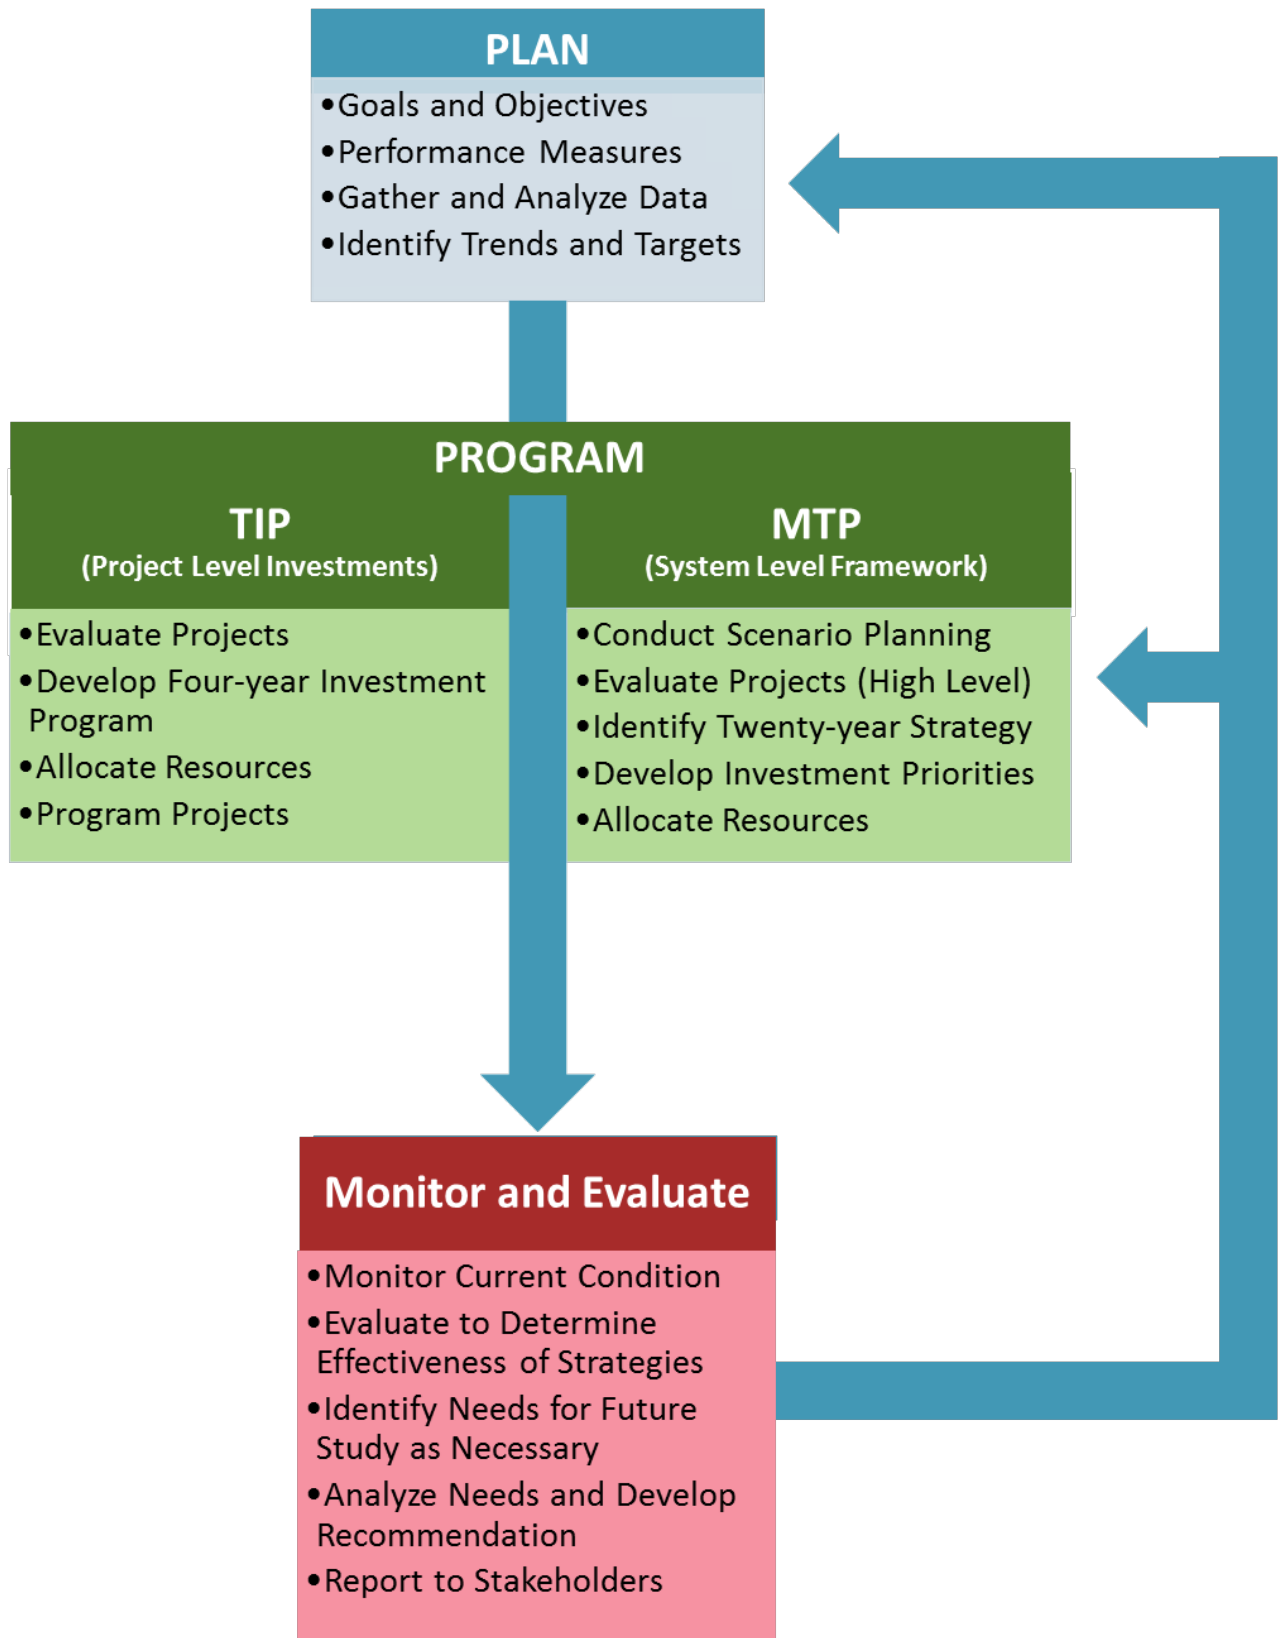 PLAN
•Goals and Objectives
•Performance Measures
•Gather and Analyze Data
•Identify Trends and Targets
PROGRAM
TIP
(Project Level Investments)
•Evaluate Projects
•Develop Four-year Investment
Program
•Allocate Resources
•Program Projects
MTP
(System Level Framework)
•Conduct Scenario Planning
•Evaluate Projects (High Level)
•Identify Twenty-year Strategy
•Develop Investment Priorities
•Allocate Resources
Monitor and Evaluate
•Monitor Current Condition
•Evaluate to Determine
Effectiveness of Strategies
•Identify Needs for Future
Study as Necessary
•Analyze Needs and Develop
Recommendation
•Report to Stakeholders